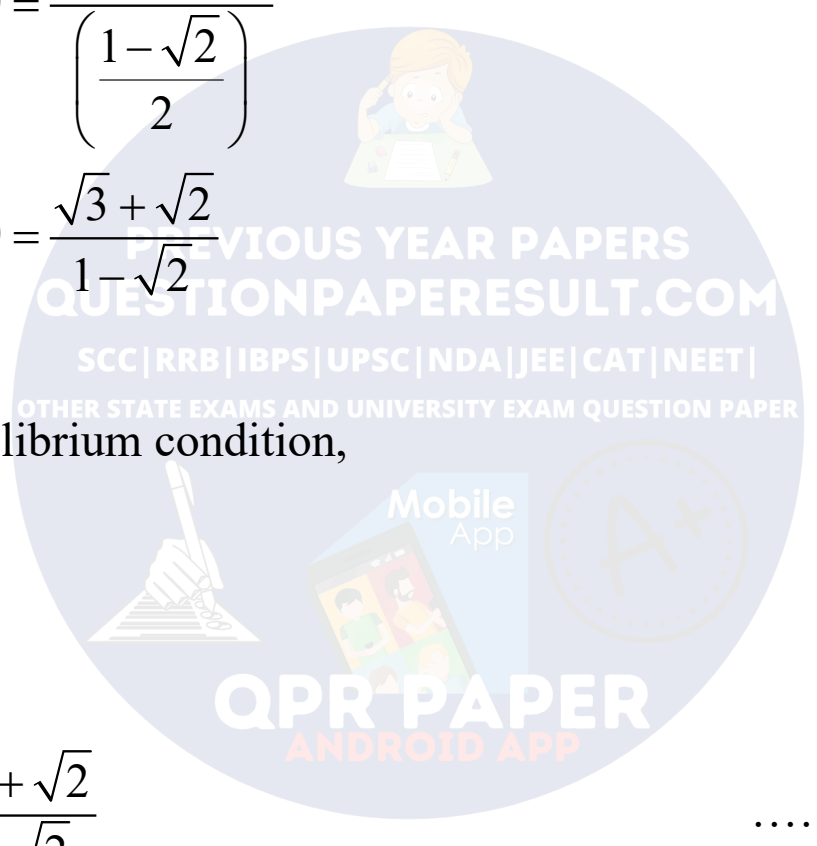 = 
(1−√2 / 2)
= √3 + √2 / 1−√2
PREVIOUS YEAR PAPERS
QUESTIONPAPERESULT.COM
SCC|RRB|IBPS|UPSC|NDA|JEE|CAT|NEET|
OTHER STATE EXAMS AND UNIVERSITY EXAM QUESTION PAPER
librium condition,
Mobile
App
A+
QPR PAPER
ANDROID APP
+ √2
√2
....